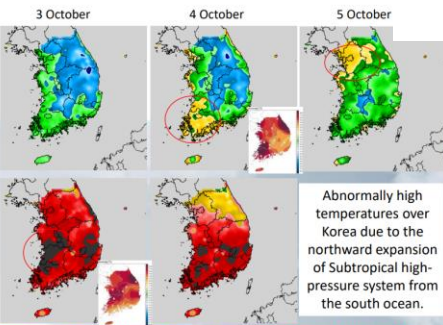 3 October
4 October
5 October
Abnormally high
temperatures over
Korea due to the
northward expansion
of Subtropical high-
pressure system from
the south ocean.